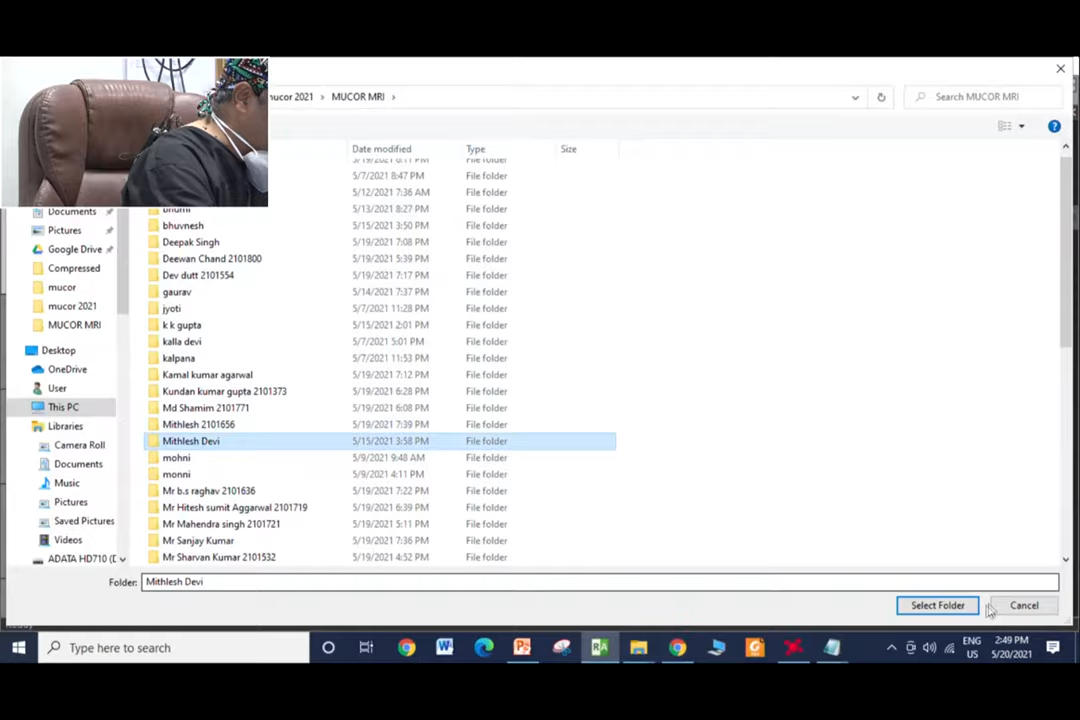 mucor 2021 > MUCOR MRI >
Search MUCOR MRI
Date modified Type Size
5/19/2021 6:11 PM File folder
5/7/2021 8:47 PM File folder
5/12/2021 7:36 AM File folder
bhumi 5/13/2021 8:27 PM File folder
bhuvnesh 5/15/2021 3:50 PM File folder
Deepak Singh 5/19/2021 7:08 PM File folder
Deewan Chand 2101800 5/19/2021 5:39 PM File folder
Dev dutt 2101554 5/19/2021 7:17 PM File folder
gaurav 5/14/2021 7:37 PM File folder
jyoti 5/7/2021 11:28 PM File folder
k k gupta 5/15/2021 2:01 PM File folder
kalla devi 5/7/2021 5:01 PM File folder
kalpana 5/7/2021 11:53 PM File folder
Kamal kumar agarwal 5/19/2021 7:12 PM File folder
Kundan kumar gupta 2101373 5/19/2021 6:28 PM File folder
Md Shamim 2101771 5/19/2021 6:08 PM File folder
Mithlesh 2101656 5/19/2021 7:39 PM File folder
Mithlesh Devi 5/15/2021 3:58 PM File folder
mohni 5/9/2021 9:48 AM File folder
monni 5/9/2021 4:11 PM File folder
Mr b.s raghav 2101636 5/19/2021 7:22 PM File folder
Mr Hitesh sumit Aggarwal 2101719 5/19/2021 6:39 PM File folder
Mr Mahendra singh 2101721 5/19/2021 5:11 PM File folder
Mr Sanjay Kumar 5/19/2021 7:36 PM File folder
Mr Sharvan Kumar 2101532 5/19/2021 4:52 PM File folder
Documents
Pictures
Google Drive
Compressed
mucor
mucor 2021
MUCOR MRI
Desktop
OneDrive
User
This PC
Libraries
Camera Roll
Documents
Music
Pictures
Saved Pictures
Videos
ADATA HD710 (D
Folder: Mithlesh Devi
Select Folder Cancel
Type here to search
ENG
US
2:49 PM
5/20/2021